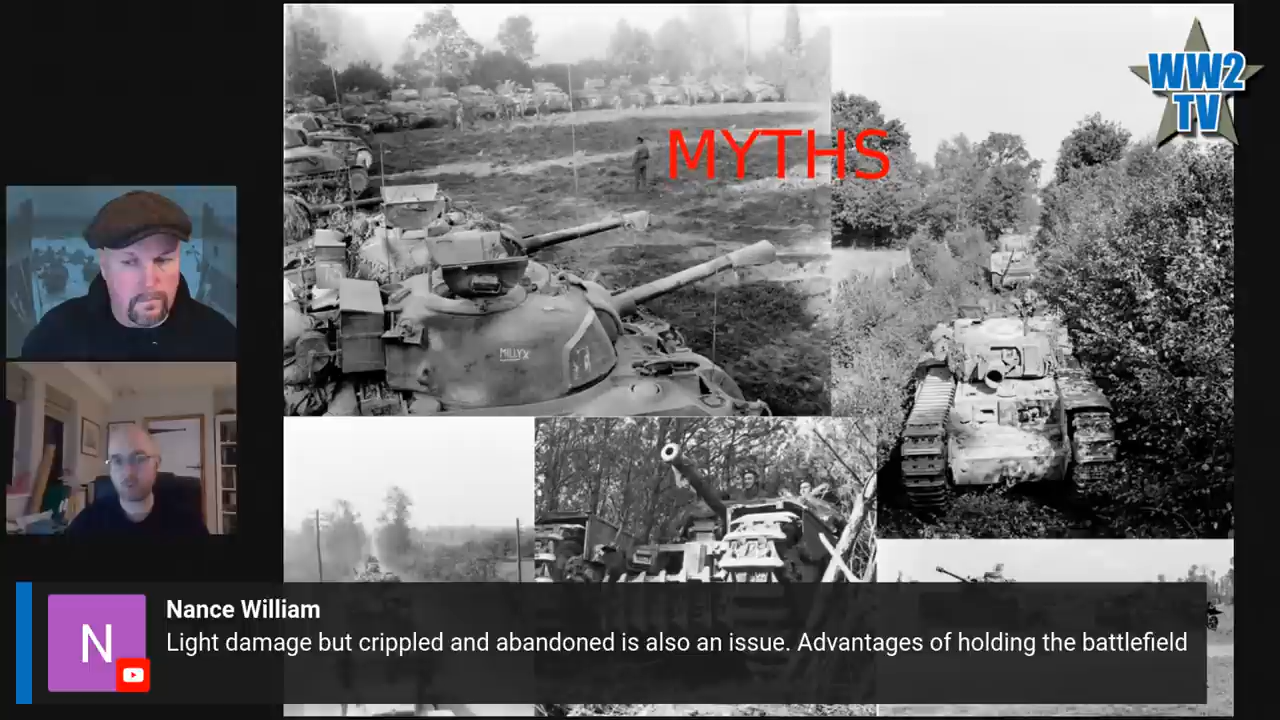 WW2
TV
MYTHS
MILLY
N
Nance William
Light damage but crippled and abandoned is also an issue. Advantages of holding the battlefield